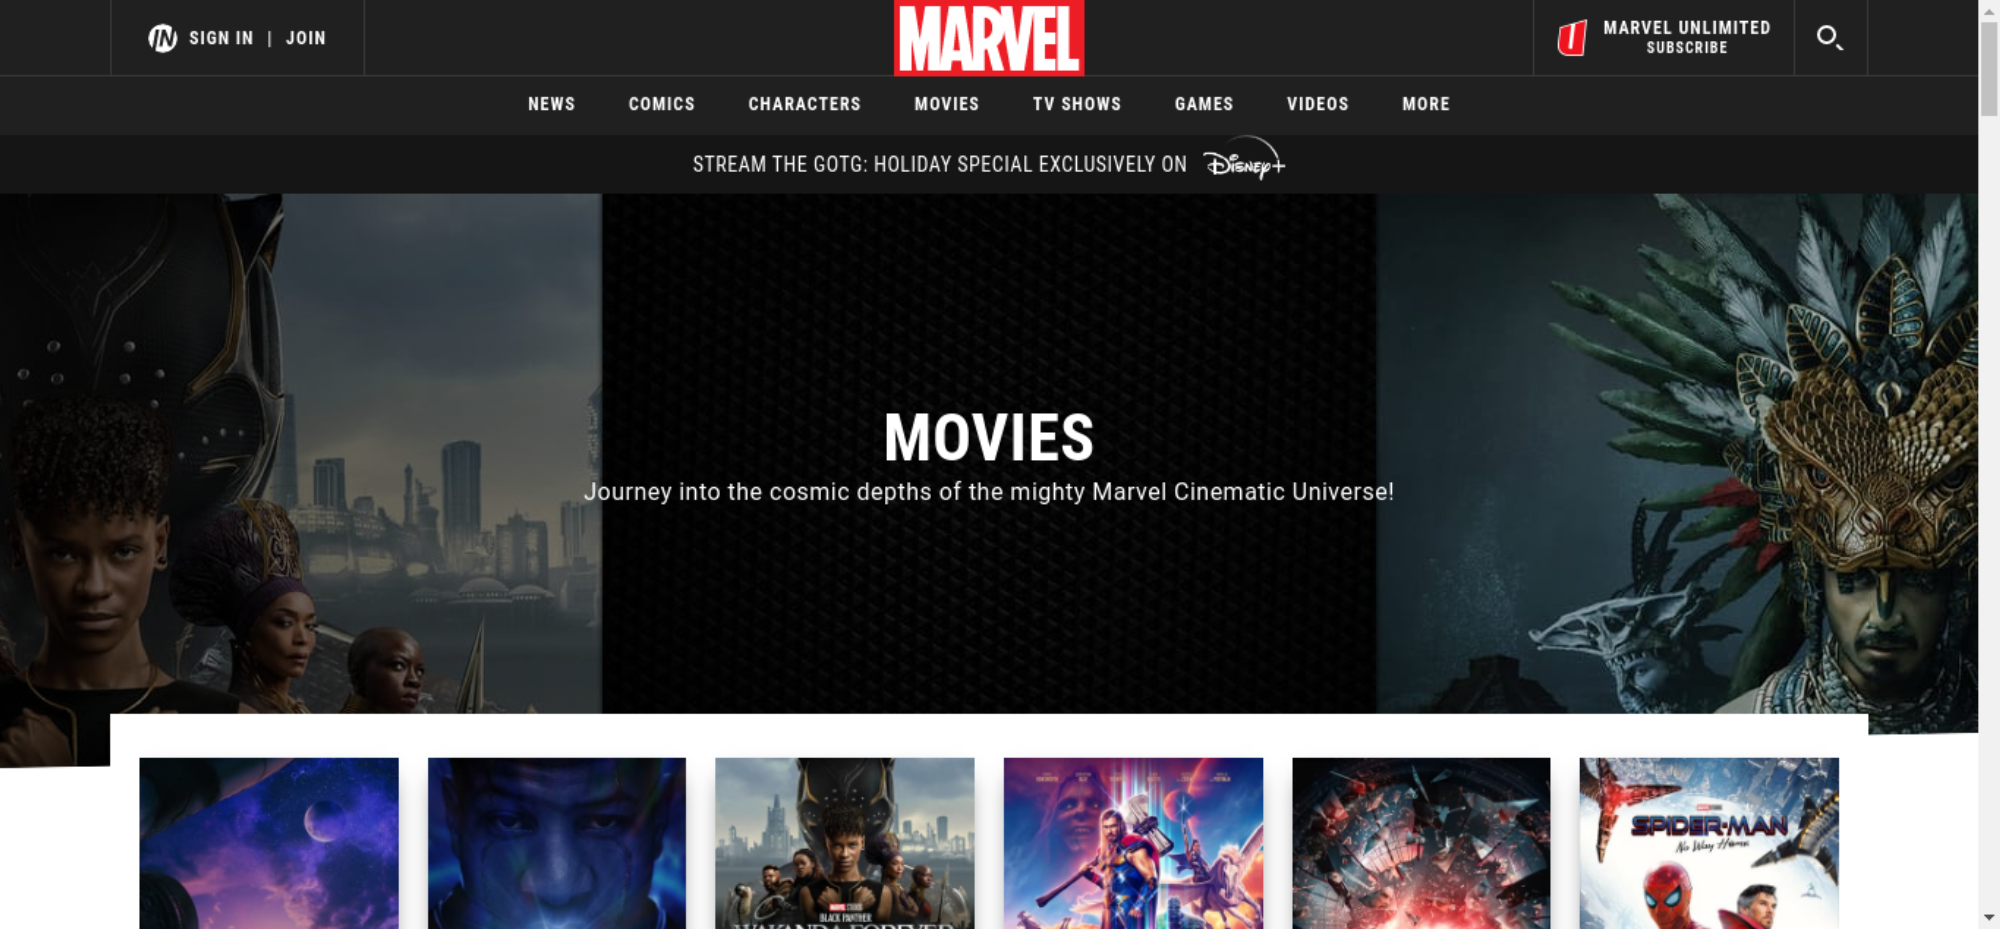 IN SIGN IN | JOIN
MARVEL
MARVEL UNLIMITED
SUBSCRIBE
NEWS COMICS CHARACTERS MOVIES TV SHOWS GAMES VIDEOS MORE
STREAM THE GOTG: HOLIDAY SPECIAL EXCLUSIVELY ON Disney+
MOVIES
Journey into the cosmic depths of the mighty Marvel Cinematic Universe!
BLACK PANTHER
WAKANDA FOREVER
SPIDER-MAN
No Way Home